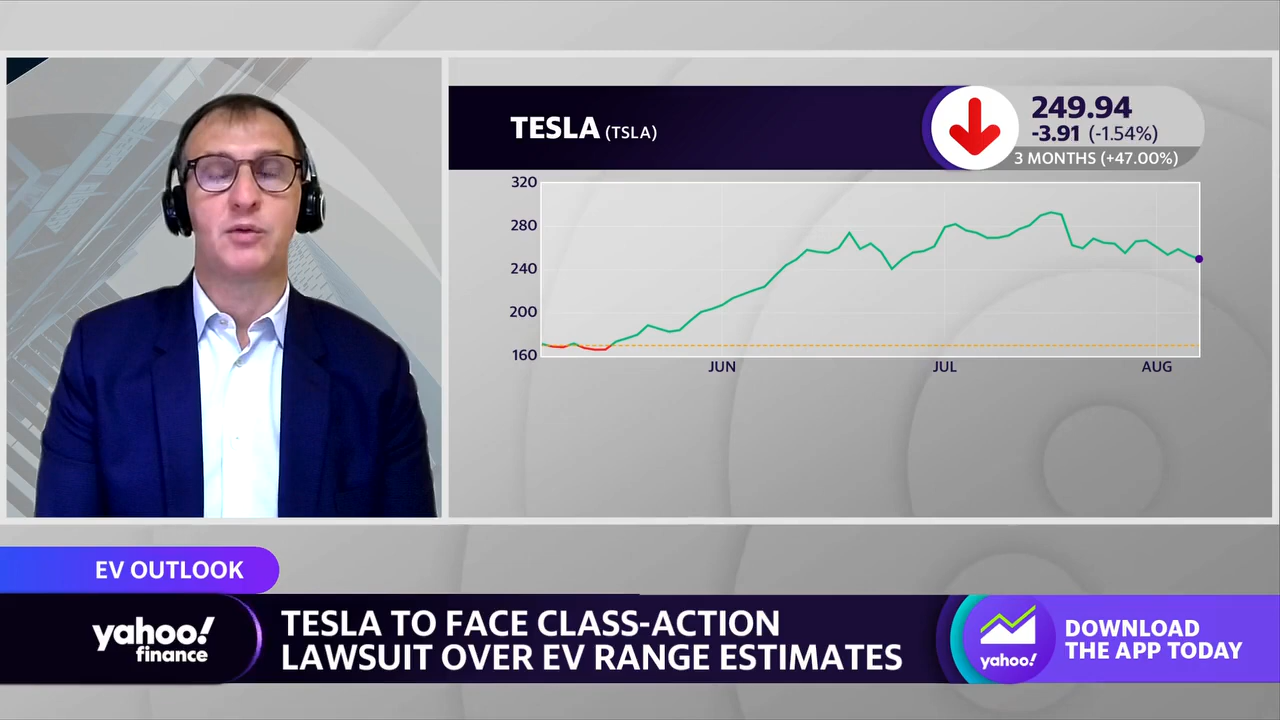 TESLA (TSLA)
249.94
-3.91 (-1.54%)
3 MONTHS (+47.00%)
320
280
240
200
160
JUN JUL AUG
EV OUTLOOK
yahoo!
finance
TESLA TO FACE CLASS-ACTION
LAWSUIT OVER EV RANGE ESTIMATES
yahoo!
DOWNLOAD
THE APP TODAY